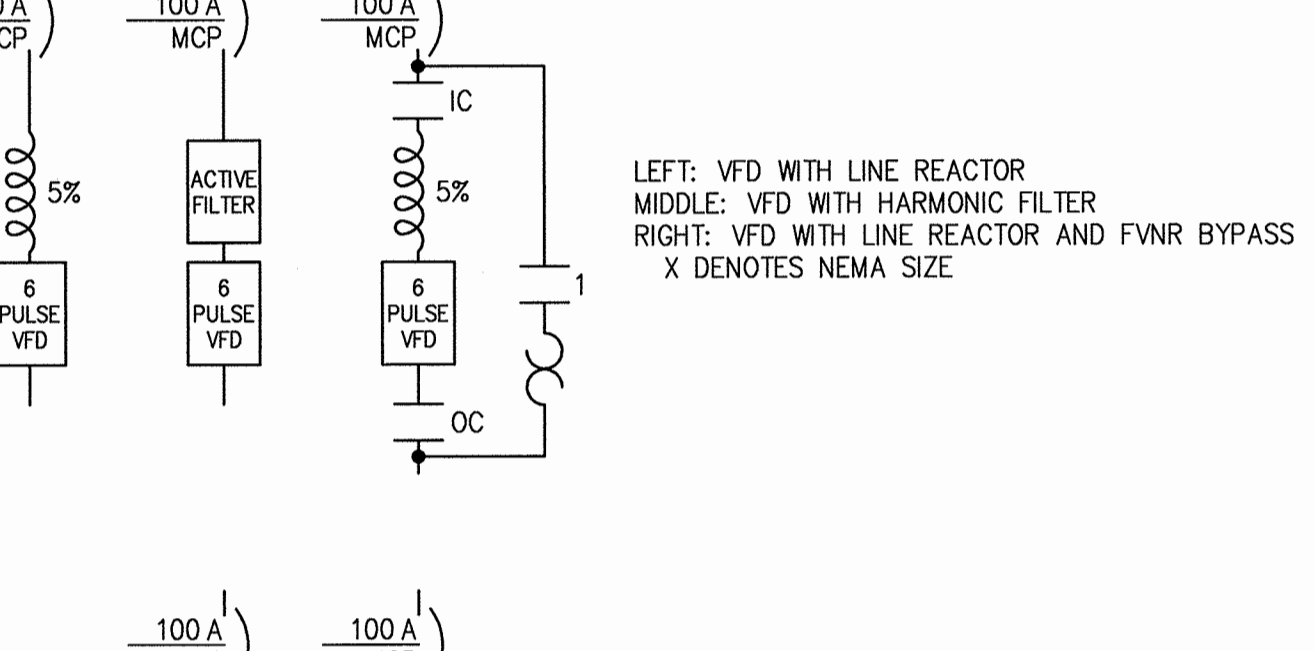 100 A
100 A
MCP
MCP
IC
5%
5%
ACTIVE
FILTER
6
PULSE
VFD
6
PULSE
VFD
6
PULSE
VFD
1
OC
LEFT: VFD WITH LINE REACTOR
MIDDLE: VFD WITH HARMONIC FILTER
RIGHT: VFD WITH LINE REACTOR AND FVNR BYPASS
X DENOTES NEMA SIZE
100 A
100 A